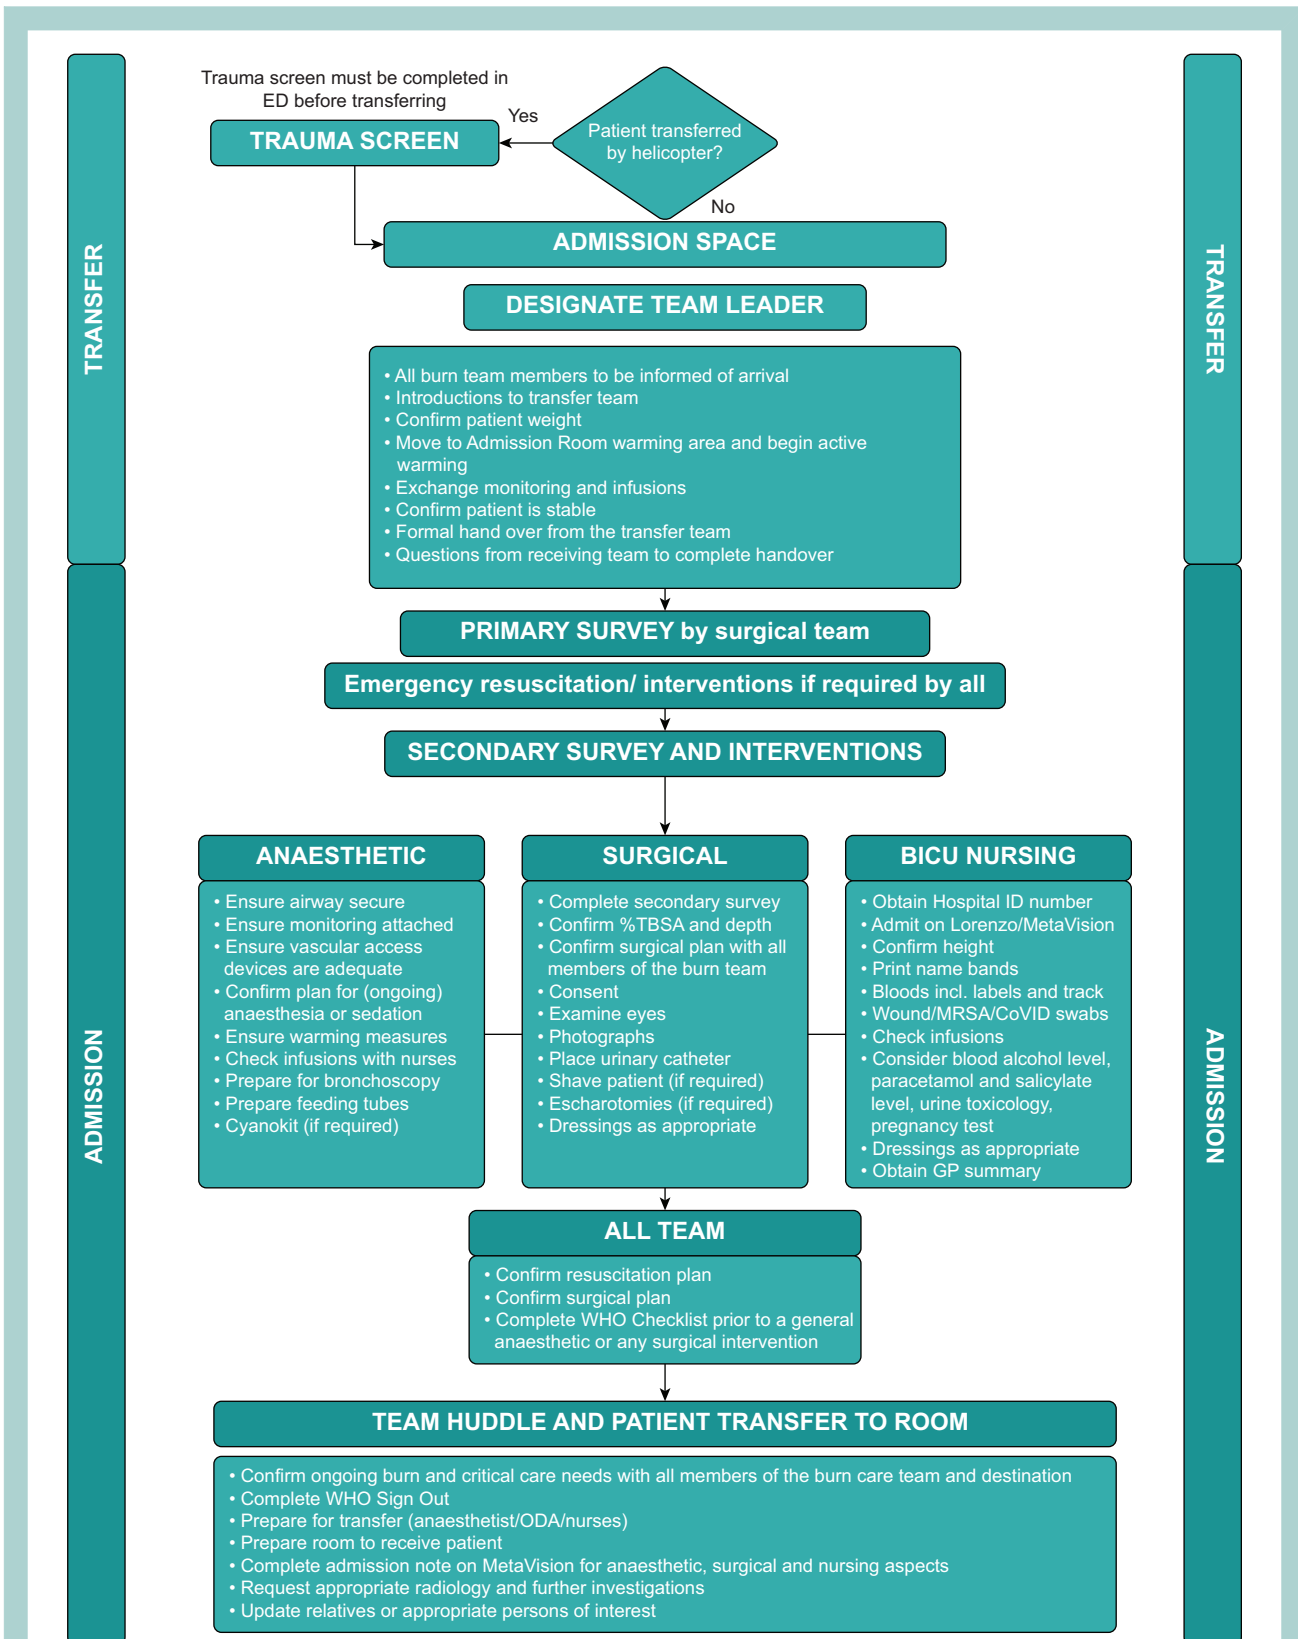 Trauma screen must be completed in
ED before transferring
Yes
TRAUMA SCREEN
Patient transferred
by helicopter?
No
ADMISSION SPACE
DESIGNATE TEAM LEADER
TRANSFER
TRANSFER
• All burn team members to be informed of arrival
• Introductions to transfer team
• Confirm patient weight
• Move to Admission Room warming area and begin active
warming
• Exchange monitoring and infusions
• Confirm patient is stable
• Formal hand over from the transfer team
• Questions from receiving team to complete handover
PRIMARY SURVEY by surgical team
Emergency resuscitation/ interventions if required by all
SECONDARY SURVEY AND INTERVENTIONS
ADMISSION
ADMISSION
ANAESTHETIC
• Ensure airway secure
• Ensure monitoring attached
• Ensure vascular access
devices are adequate
• Confirm plan for (ongoing)
anaesthesia or sedation
• Ensure warming measures
• Check infusions with nurses
• Prepare for bronchoscopy
• Prepare feeding tubes
• Cyanokit (if required)
SURGICAL
• Complete secondary survey
• Confirm %TBSA and depth
• Confirm surgical plan with all
members of the burn team
• Consent
• Examine eyes
• Photographs
• Place urinary catheter
• Shave patient (if required)
• Escharotomies (if required)
• Dressings as appropriate
BICU NURSING
• Obtain Hospital ID number
• Admit on Lorenzo/MetaVision
• Confirm height
• Print name bands
• Bloods incl. labels and track
• Wound/MRSA/CoVID swabs
• Check infusions
• Consider blood alcohol level,
paracetamol and salicylate
level, urine toxicology,
pregnancy test
• Dressings as appropriate
• Obtain GP summary
ALL TEAM
• Confirm resuscitation plan
• Confirm surgical plan
• Complete WHO Checklist prior to a general
anaesthetic or any surgical intervention
TEAM HUDDLE AND PATIENT TRANSFER TO ROOM
• Confirm ongoing burn and critical care needs with all members of the burn care team and destination
• Complete WHO Sign Out
• Prepare for transfer (anaesthetist/ODA/nurses)
• Prepare room to receive patient
• Complete admission note on MetaVision for anaesthetic, surgical and nursing aspects
• Request appropriate radiology and further investigations
• Update relatives or appropriate persons of interest